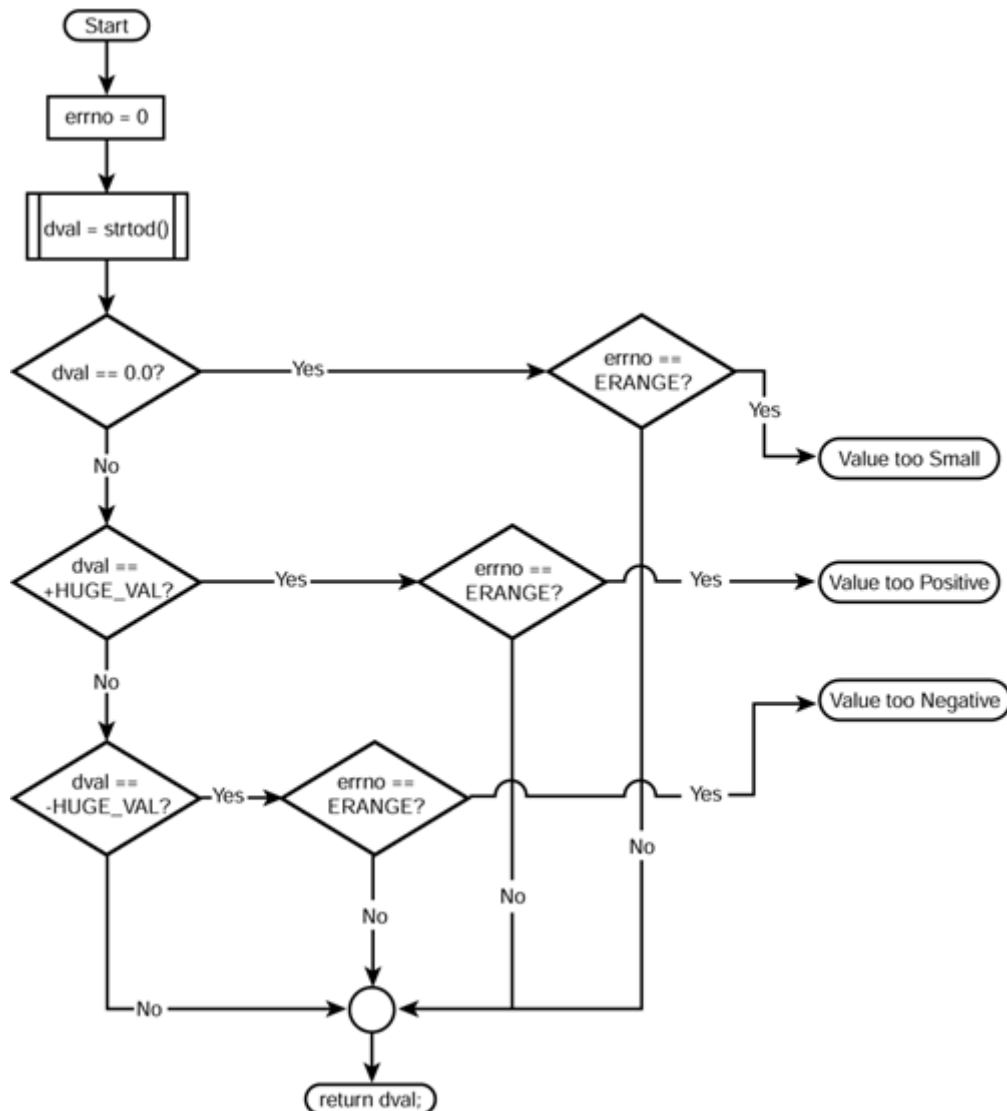 Start
errno = 0
dval = strtod()
dval == 0.0?
Yes
errno ==
ERANGE?
Yes
Value too Small
No
dval ==
+HUGE_VAL?
Yes
errno ==
ERANGE?
Yes
Value too Positive
No
Value too Negative
dval ==
-HUGE_VAL?
Yes
errno ==
ERANGE?
Yes
No
No
No
No
return dval;